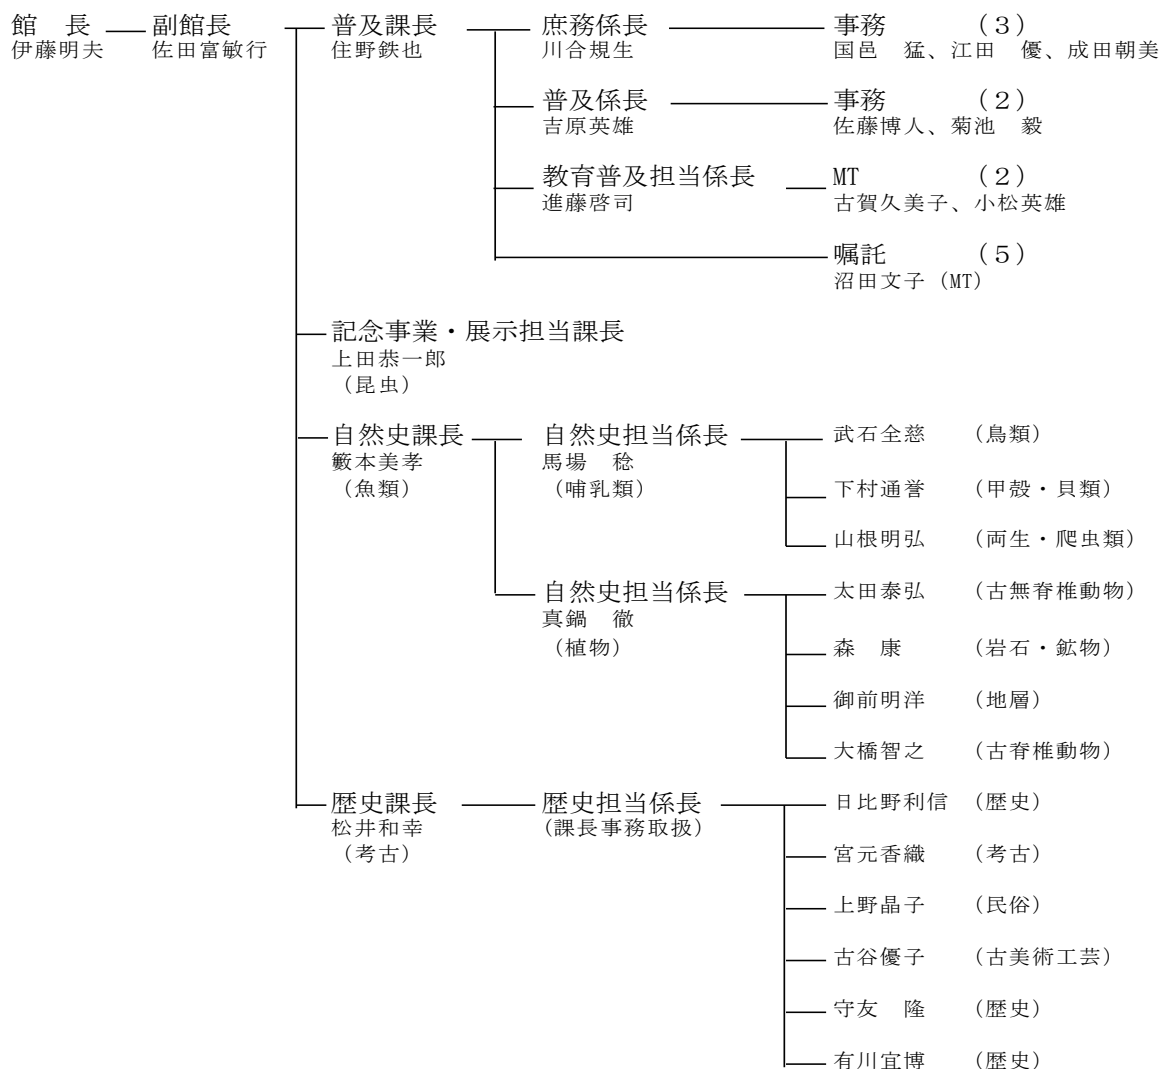 館　長　副館長　普及課長　庶務係長　事務　（３）
伊藤明夫　佐田富敏行　住野鉄也　川合規生　国邑　猛、江田　優、成田朝美
普及係長　事務　（２）
吉原英雄　佐藤博人、菊池　毅
教育普及担当係長　MT　（２）
進藤啓司　古賀久美子、小松英雄
嘱託　（５）
沼田文子（MT）
記念事業・展示担当課長
上田恭一郎
（昆虫）
自然史課長　自然史担当係長　武石全慈　（鳥類）
籔本美孝　馬場　稔
（魚類）　（哺乳類）　下村通誉　（甲殻・貝類）
山根明弘　（両生・爬虫類）
自然史担当係長　太田泰弘　（古無脊椎動物）
真鍋　徹
（植物）　森　康　（岩石・鉱物）
御前明洋　（地層）
大橋智之　（古脊椎動物）
歴史課長　歴史担当係長　日比野利信　（歴史）
松井和幸　（課長事務取扱）
（考古）　宮元香織　（考古）
上野晶子　（民俗）
古谷優子　（古美術工芸）
守友　隆　（歴史）
有川宜博　（歴史）